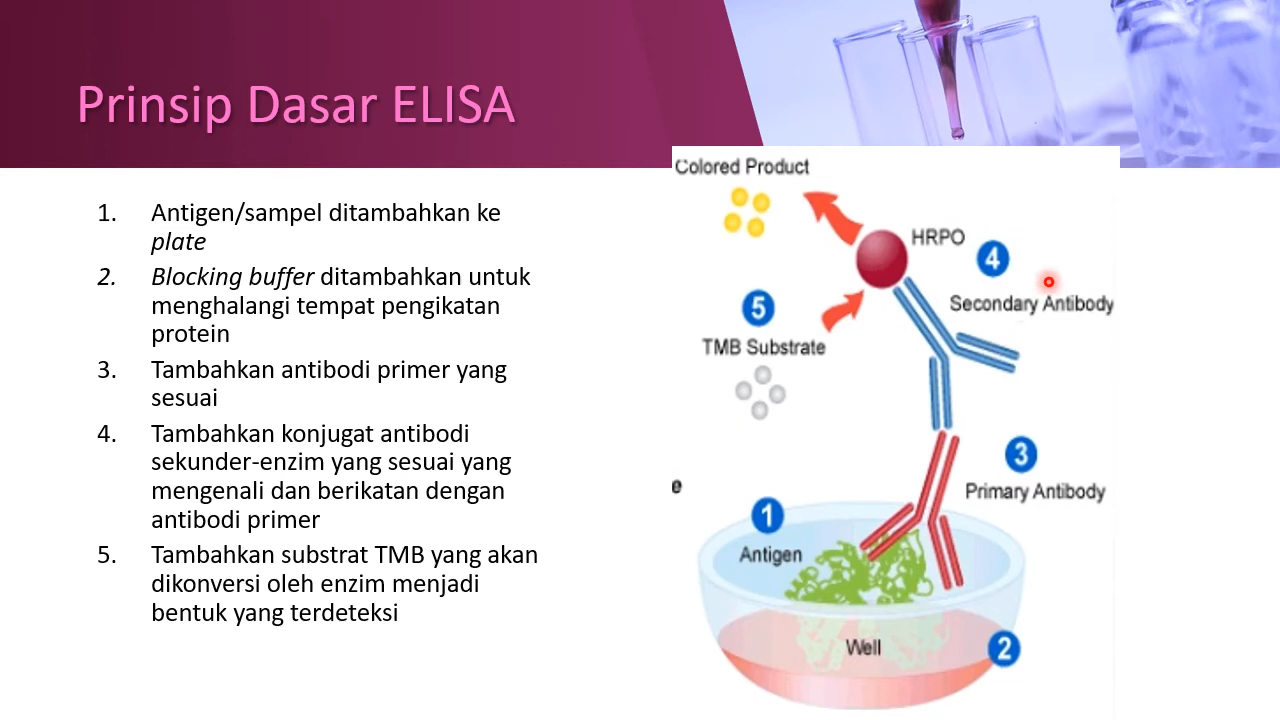 Prinsip Dasar ELISA
1. Antigen/sampel ditambahkan ke
plate
2. Blocking buffer ditambahkan untuk
menghalangi tempat pengikatan
protein
3. Tambahkan antibodi primer yang
sesuai
4. Tambahkan konjugat antibodi
sekunder-enzim yang sesuai yang
mengenali dan berikatan dengan
antibodi primer
5. Tambahkan substrat TMB yang akan
dikonversi oleh enzim menjadi
bentuk yang terdeteksi
Colored Product
HRPO
4
Secondary Antibody
5
TMB Substrate
3
Primary Antibody
e
1
Antigen
Well
2